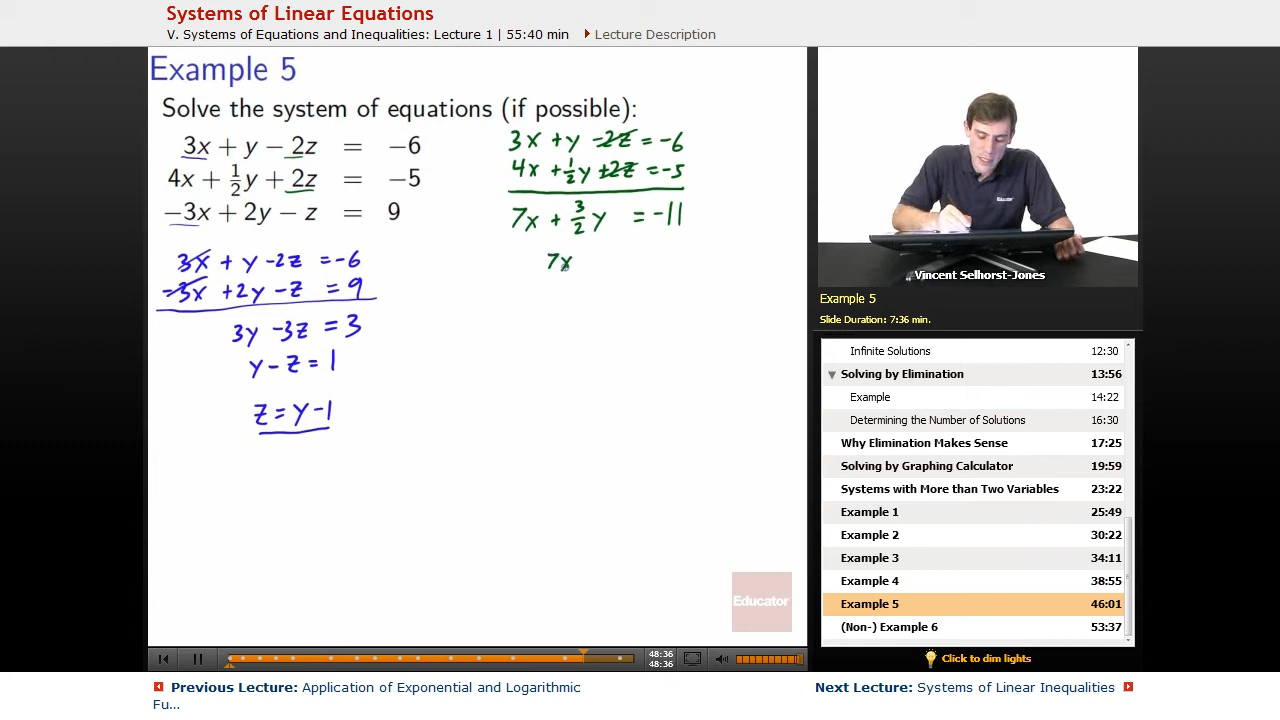 Systems of Linear Equations
V. Systems of Equations and Inequalities: Lecture 1 | 55:40 min
Lecture Description
Example 5
Solve the system of equations (if possible):
3x + y − 2z = −6
4x + 1/2 y + 2z = −5
−3x + 2y − z = 9
3x + y - 2z = -6
-3x + 2y - z = 9
3y - 3z = 3
y - z = 1
z = y - 1
3x + y - 2z = -6
4x + 1/2 y + 2z = -5
7x + 3/2 y = -11
7x
Educator
Vincent Selhorst-Jones
Example 5
Slide Duration: 7:36 min.
Infinite Solutions 12:30
Solving by Elimination 13:56
Example 14:22
Determining the Number of Solutions 16:30
Why Elimination Makes Sense 17:25
Solving by Graphing Calculator 19:59
Systems with More than Two Variables 23:22
Example 1 25:49
Example 2 30:22
Example 3 34:11
Example 4 38:55
Example 5 46:01
(Non-) Example 6 53:37
48:36
48:36
Click to dim lights
Previous Lecture: Application of Exponential and Logarithmic
Fu...
Next Lecture: Systems of Linear Inequalities